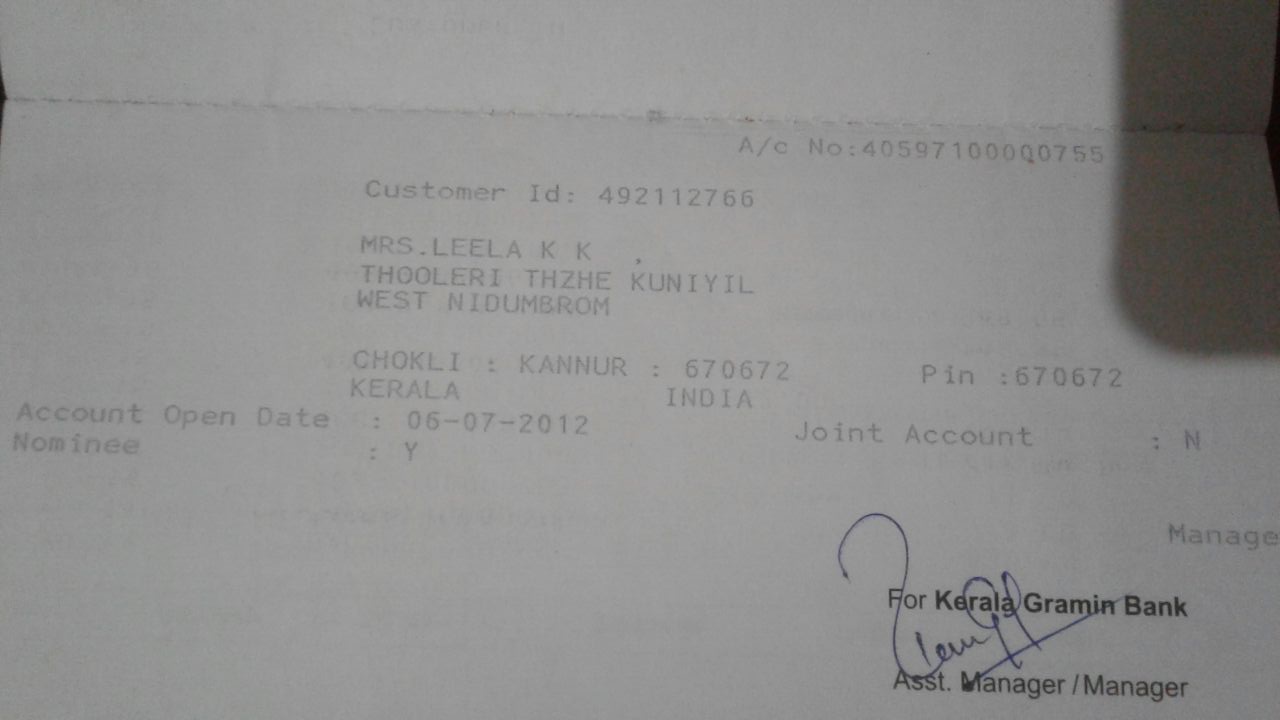 A/c No:40597100000755
Customer Id: 492112766
MRS.LEELA K K ,
THOOLERI THZHE KUNIYIL
WEST NIDUMBROM
CHOKLI : KANNUR : 670672 Pin :670672
KERALA INDIA
Account Open Date : 06-07-2012 Joint Account : N
Nominee : Y
Manage
For Kerala Gramin Bank
Asst. Manager / Manager